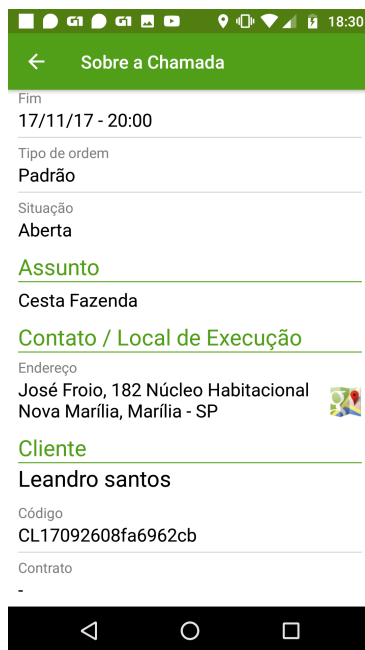 G1 G1 18:30
Sobre a Chamada
Fim
17/11/17 - 20:00
Tipo de ordem
Padrão
Situação
Aberta
Assunto
Cesta Fazenda
Contato / Local de Execução
Endereço
José Froio, 182 Núcleo Habitacional
Nova Marília, Marília - SP
Cliente
Leandro santos
Código
CL17092608fa6962cb
Contrato
-